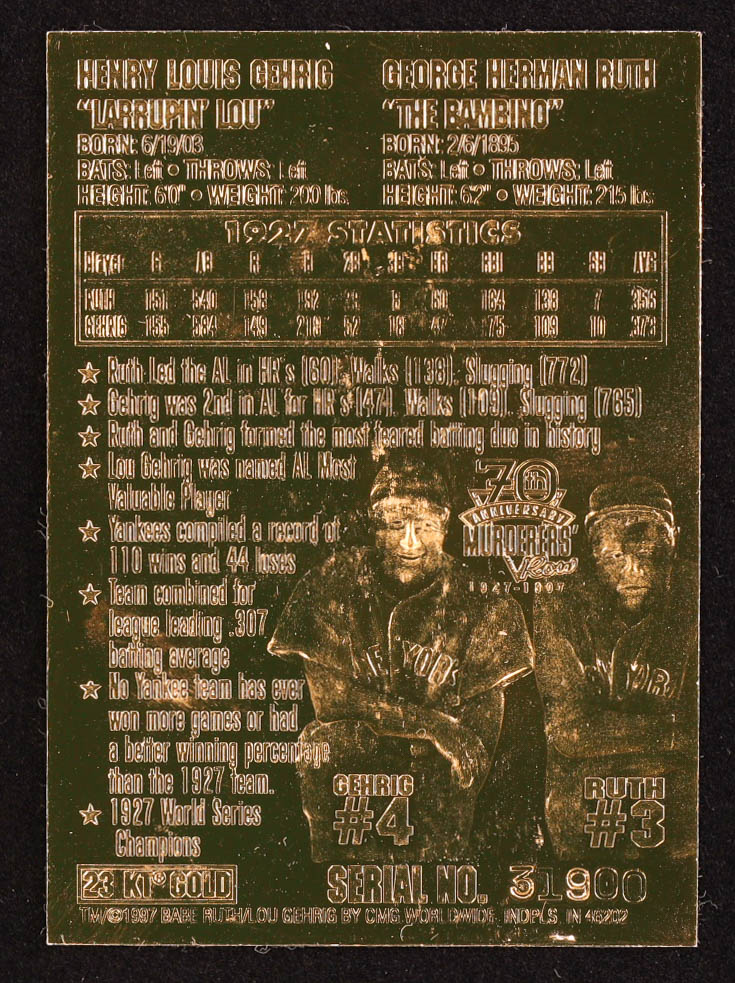 HENRY LOUIS GEHRIG
"LARRUPIN' LOU"
BORN: 6/19/03
BATS: Left • THROWS: Left
HEIGHT: 6'0" • WEIGHT: 200 lbs.
GEORGE HERMAN RUTH
"THE BAMBINO"
BORN: 2/6/1895
BATS: Left • THROWS: Left
HEIGHT: 6'2" • WEIGHT: 215 lbs.
1927 STATISTICS
Player G AB R H 2B 3B HR RBI BB SB AVG
RUTH 151 540 158 192 60 164 138 7 356
GEHRIG 155 584 149 218 52 18 47 75 109 10 373
Ruth Led the AL in HR's (60), Walks (138), Slugging (772)
Gehrig was 2nd in AL for HR's (47), Walks (109), Slugging (765)
Ruth and Gehrig formed the most feared batting duo in history
Lou Gehrig was named AL Most
Valuable Player
Yankees compiled a record of
110 wins and 44 loses
Team combined for
league leading .307
batting average
No Yankee team has ever
won more games or had
a better winning percentage
than the 1927 team.
1927 World Series
Champions
70th
ANNIVERSARY
MURDERERS'
Row
1927-1997
NEW YORK
YORK
GEHRIG
#4
RUTH
#3
23 KT® GOLD
SERIAL NO. 31900
TM/©1997 BABE RUTH/LOU GEHRIG BY CMG WORLDWIDE, INDPLS, IN 46202